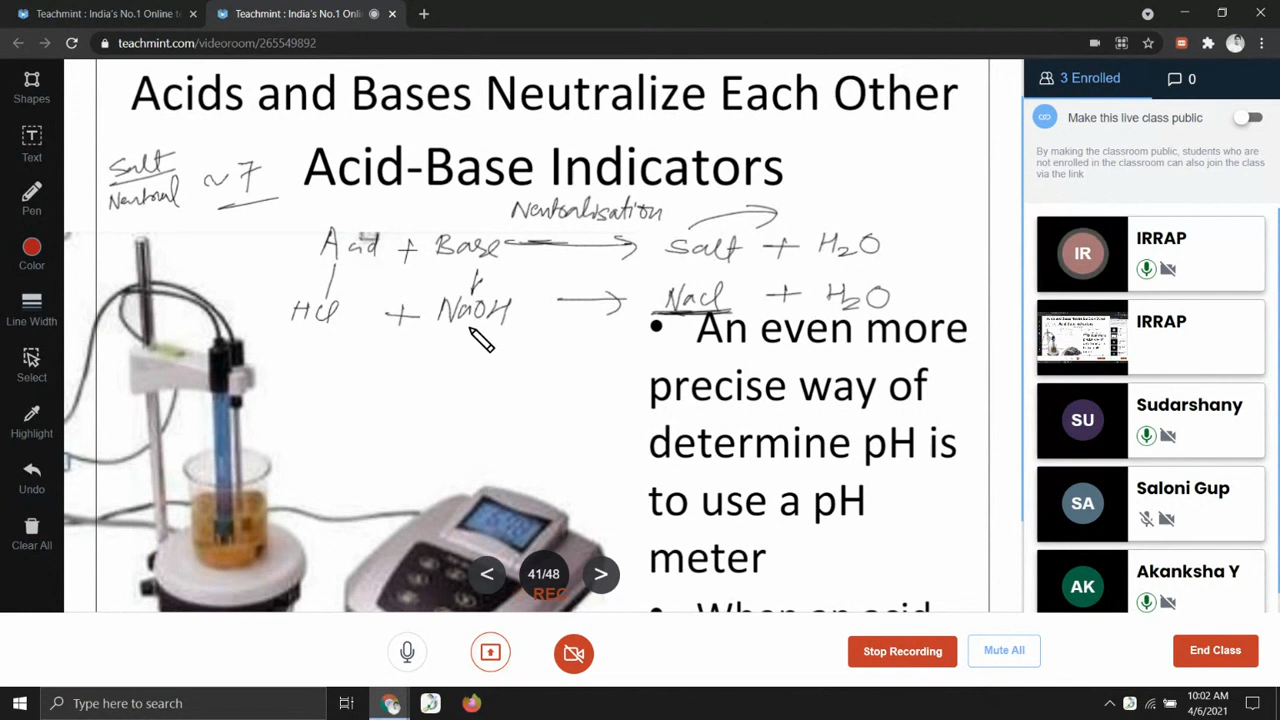 Teachmint : India's No.1 Online t
Teachmint : India's No.1 Onli
teachmint.com/videoroom/265549892
Shapes
Text
Pen
Color
Line Width
Select
Highlight
Undo
Clear All
Acids and Bases Neutralize Each Other
Acid-Base Indicators
Salt
Neutral ~ 7
Neutralisation
Acid + Base → Salt + H2O
HCl + NaOH → NaCl + H2O
• An even more
precise way of
determine pH is
to use a pH
meter
• When an acid
< 41/48 >
REC
3 Enrolled
0
Make this live class public
By making the classroom public, students who are
not enrolled in the classroom can also join the class
via the link
IR
IRRAP
IRRAP
SU
Sudarshany
SA
Saloni Gup
AK
Akanksha Y
Stop Recording
Mute All
End Class
Type here to search
10:02 AM
4/6/2021